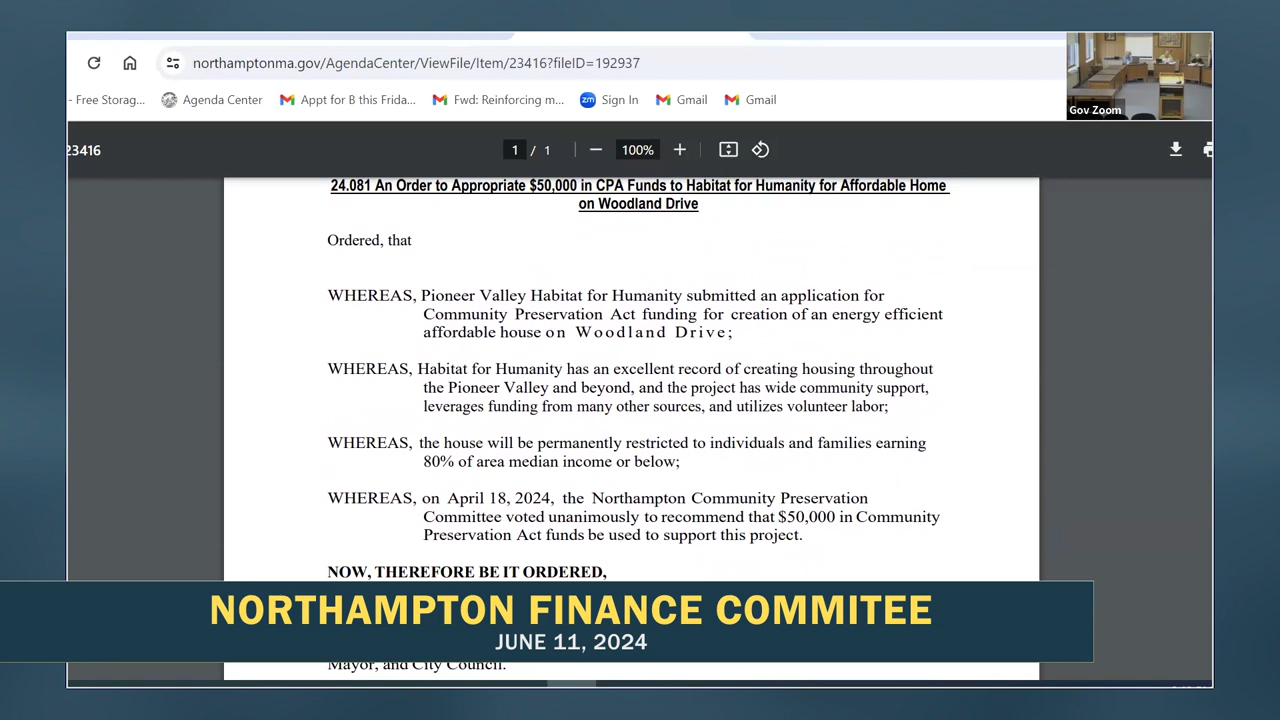 northamptonma.gov/AgendaCenter/ViewFile/Item/23416?fileID=192937
- Free Storag... Agenda Center Appt for B this Frida... Fwd: Reinforcing m... zm Sign In Gmail Gmail
Gov Zoom
23416 1 / 1 100%
24.081 An Order to Appropriate $50,000 in CPA Funds to Habitat for Humanity for Affordable Home
on Woodland Drive
Ordered, that
WHEREAS, Pioneer Valley Habitat for Humanity submitted an application for
Community Preservation Act funding for creation of an energy efficient
affordable house on Woodland Drive;
WHEREAS, Habitat for Humanity has an excellent record of creating housing throughout
the Pioneer Valley and beyond, and the project has wide community support,
leverages funding from many other sources, and utilizes volunteer labor;
WHEREAS, the house will be permanently restricted to individuals and families earning
80% of area median income or below;
WHEREAS, on April 18, 2024, the Northampton Community Preservation
Committee voted unanimously to recommend that $50,000 in Community
Preservation Act funds be used to support this project.
NOW, THEREFORE BE IT ORDERED,
NORTHAMPTON FINANCE COMMITEE
JUNE 11, 2024
Mayor, and City Council.